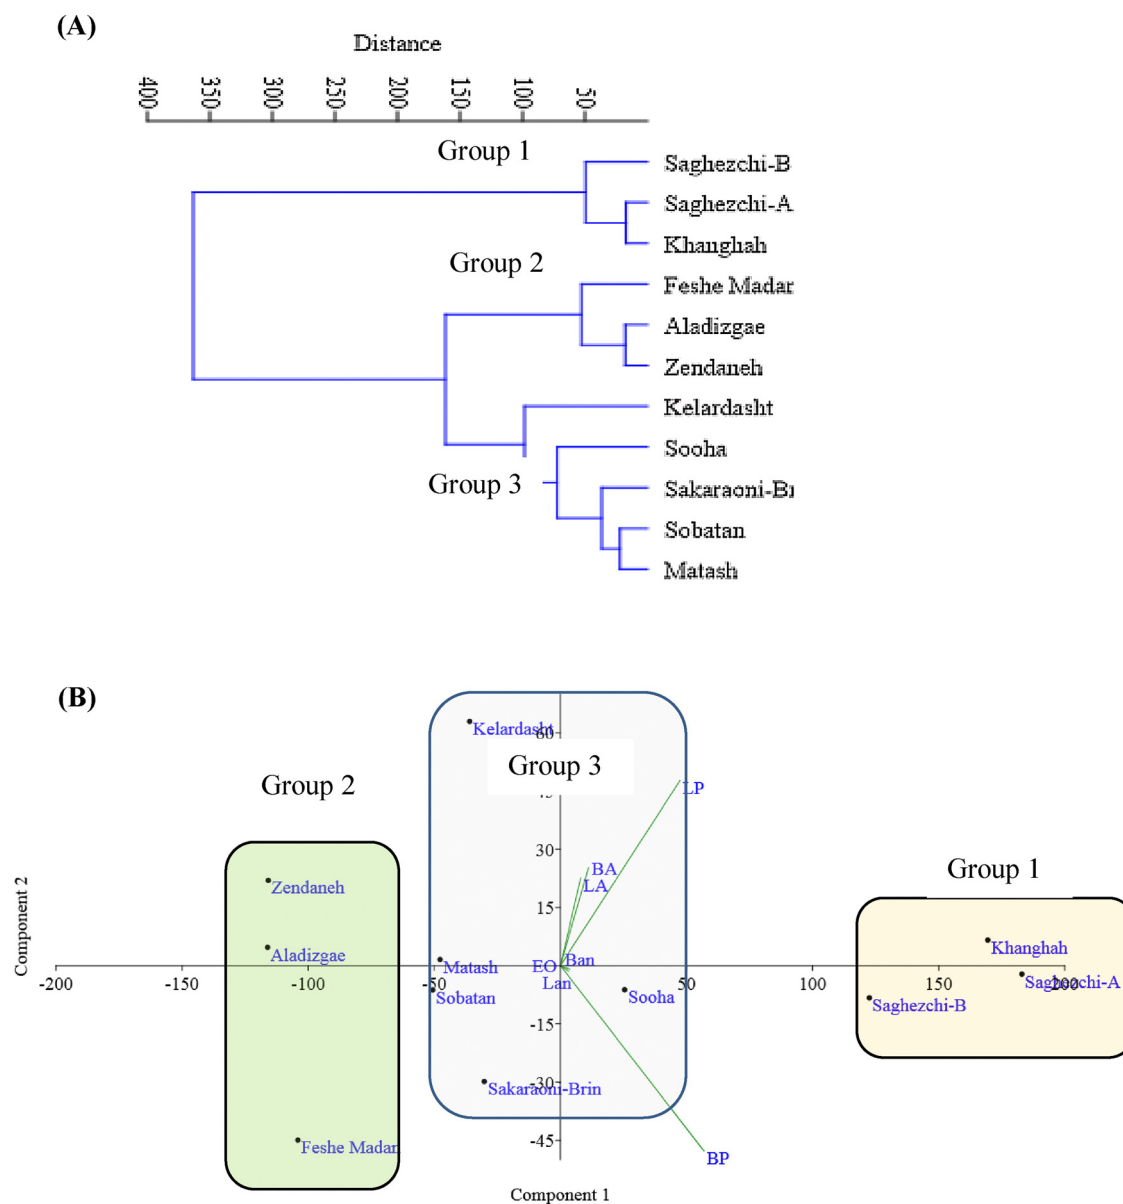 (A)
Distance
400 350 300 250 200 150 100 50
Group 1
Saghezchi-B
Saghezchi-A
Khanghah
Group 2
Feshe Madar
Aladizgae
Zendaneh
Kelardasht
Sooha
Group 3
Sakaraoni-Bi
Sobatan
Matash
(B)
Kelardasht
60
Group 3
Group 2
45
LP
30
BA
Group 1
LA
Zendaneh
15
Component 2
Aladizgae
Matash
EO
Ban
Khanghah
-200 -150 -100 -50 Lan 50 100 150 200
Saghezchi-A
Sobatan
Sooha
Saghezchi-B
-15
-30
Sakaraoni-Brin
-45
Feshe Madan
BP
Component 1